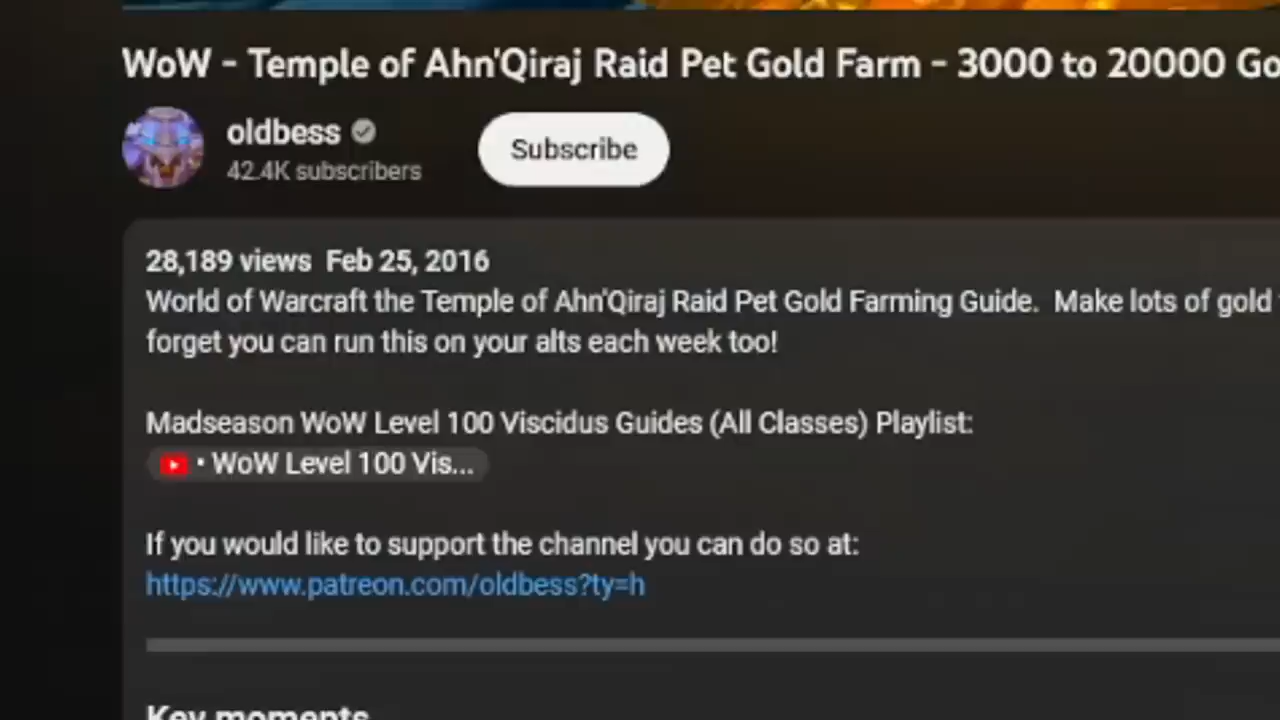 WoW - Temple of Ahn'Qiraj Raid Pet Gold Farm - 3000 to 20000 Go
oldbess
42.4K subscribers
Subscribe
28,189 views Feb 25, 2016
World of Warcraft the Temple of Ahn'Qiraj Raid Pet Gold Farming Guide. Make lots of gold
forget you can run this on your alts each week too!
Madseason WoW Level 100 Viscidus Guides (All Classes) Playlist:
• WoW Level 100 Vis...
If you would like to support the channel you can do so at:
https://www.patreon.com/oldbess?ty=h
Key moments